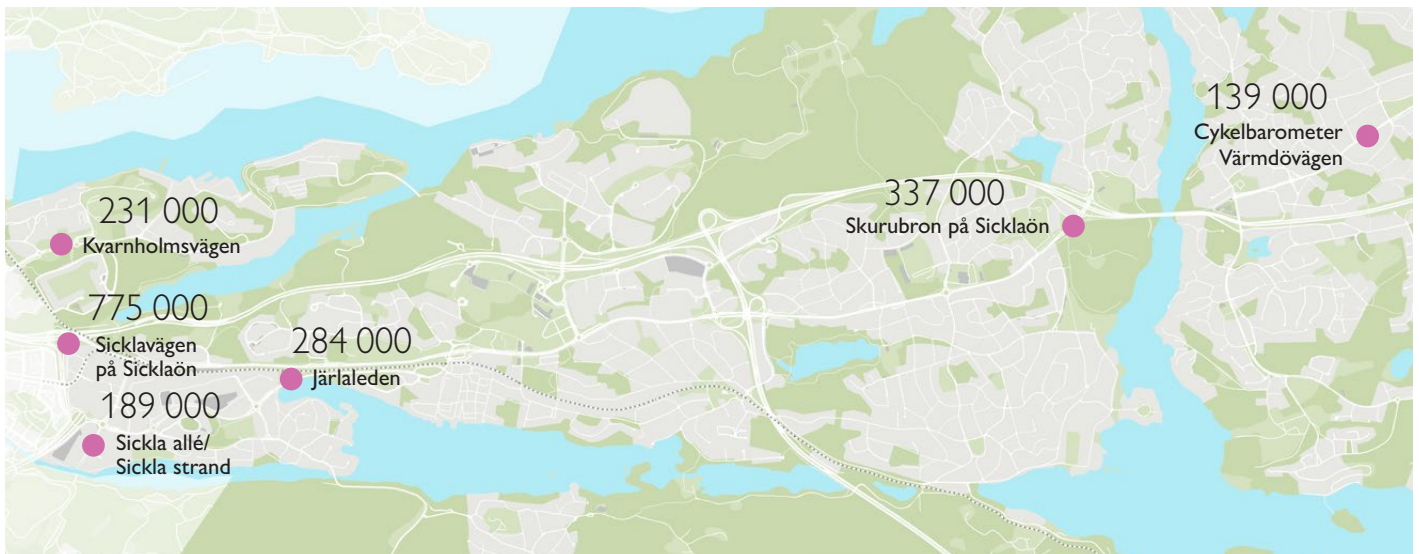 139 000
Cykelbarometer
Värmdövägen
337 000
Skurubron på Sicklaön
231 000
Kvarnholmsvägen
775 000
Sicklavägen
på Sicklaön
284 000
Järlaleden
189 000
Sickla allé/
Sickla strand